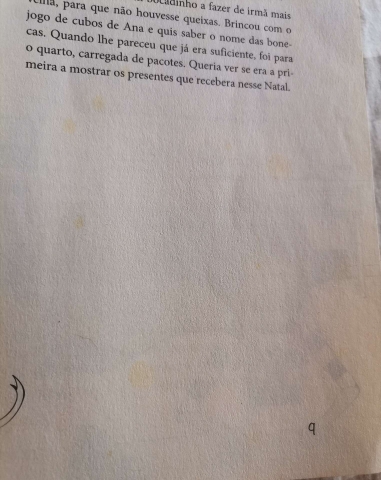 bocadinho a fazer de irmã mais
velha, para que não houvesse queixas. Brincou com o
jogo de cubos de Ana e quis saber o nome das bone-
cas. Quando lhe pareceu que já era suficiente, foi para
o quarto, carregada de pacotes. Queria ver se era a pri-
meira a mostrar os presentes que recebera nesse Natal.
9